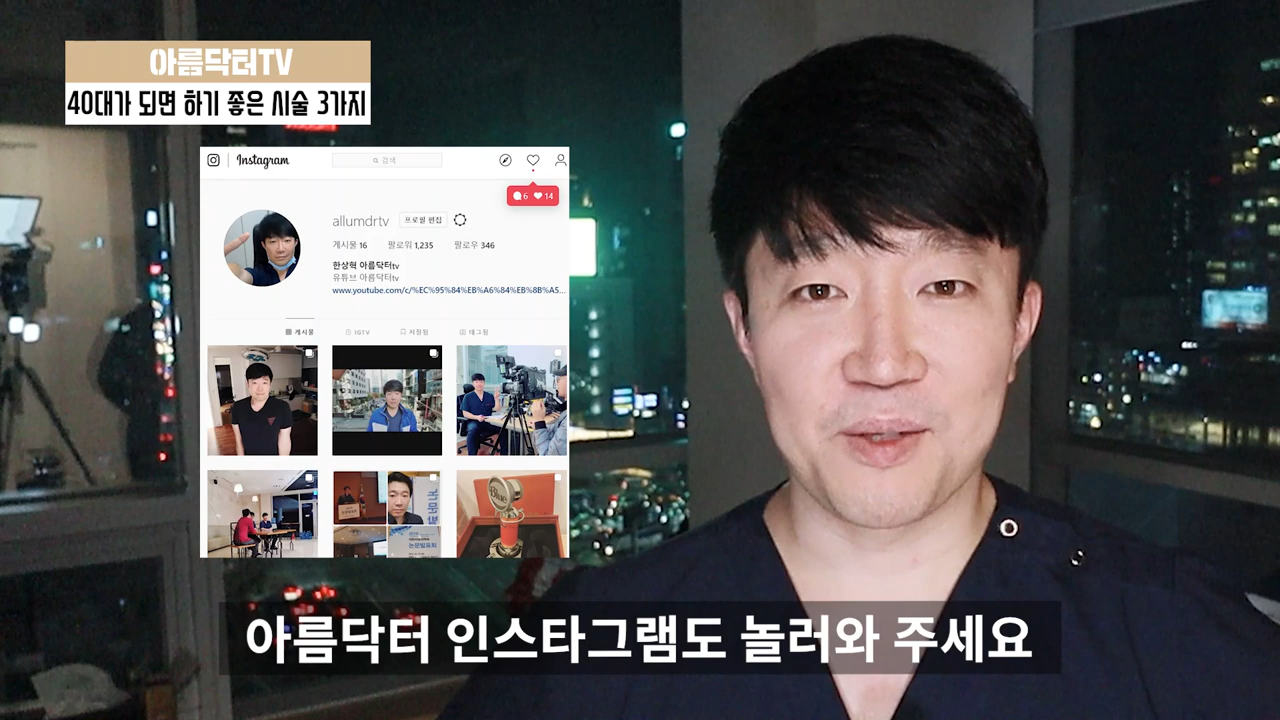 아름닥터TV
40대가 되면 하기 좋은 시술 3가지
Instagram
검색
6 14
allumdrtv 프로필 편집
게시물 16 팔로워 1,235 팔로우 346
한상혁 아름닥터tv
유튜브 아름닥터tv
www.youtube.com/c/%EC%95%84%EB%A6%84%EB%8B%A5...
게시물 IGTV 저장됨 태그됨
논문발표회
아름닥터 인스타그램도 놀러와 주세요